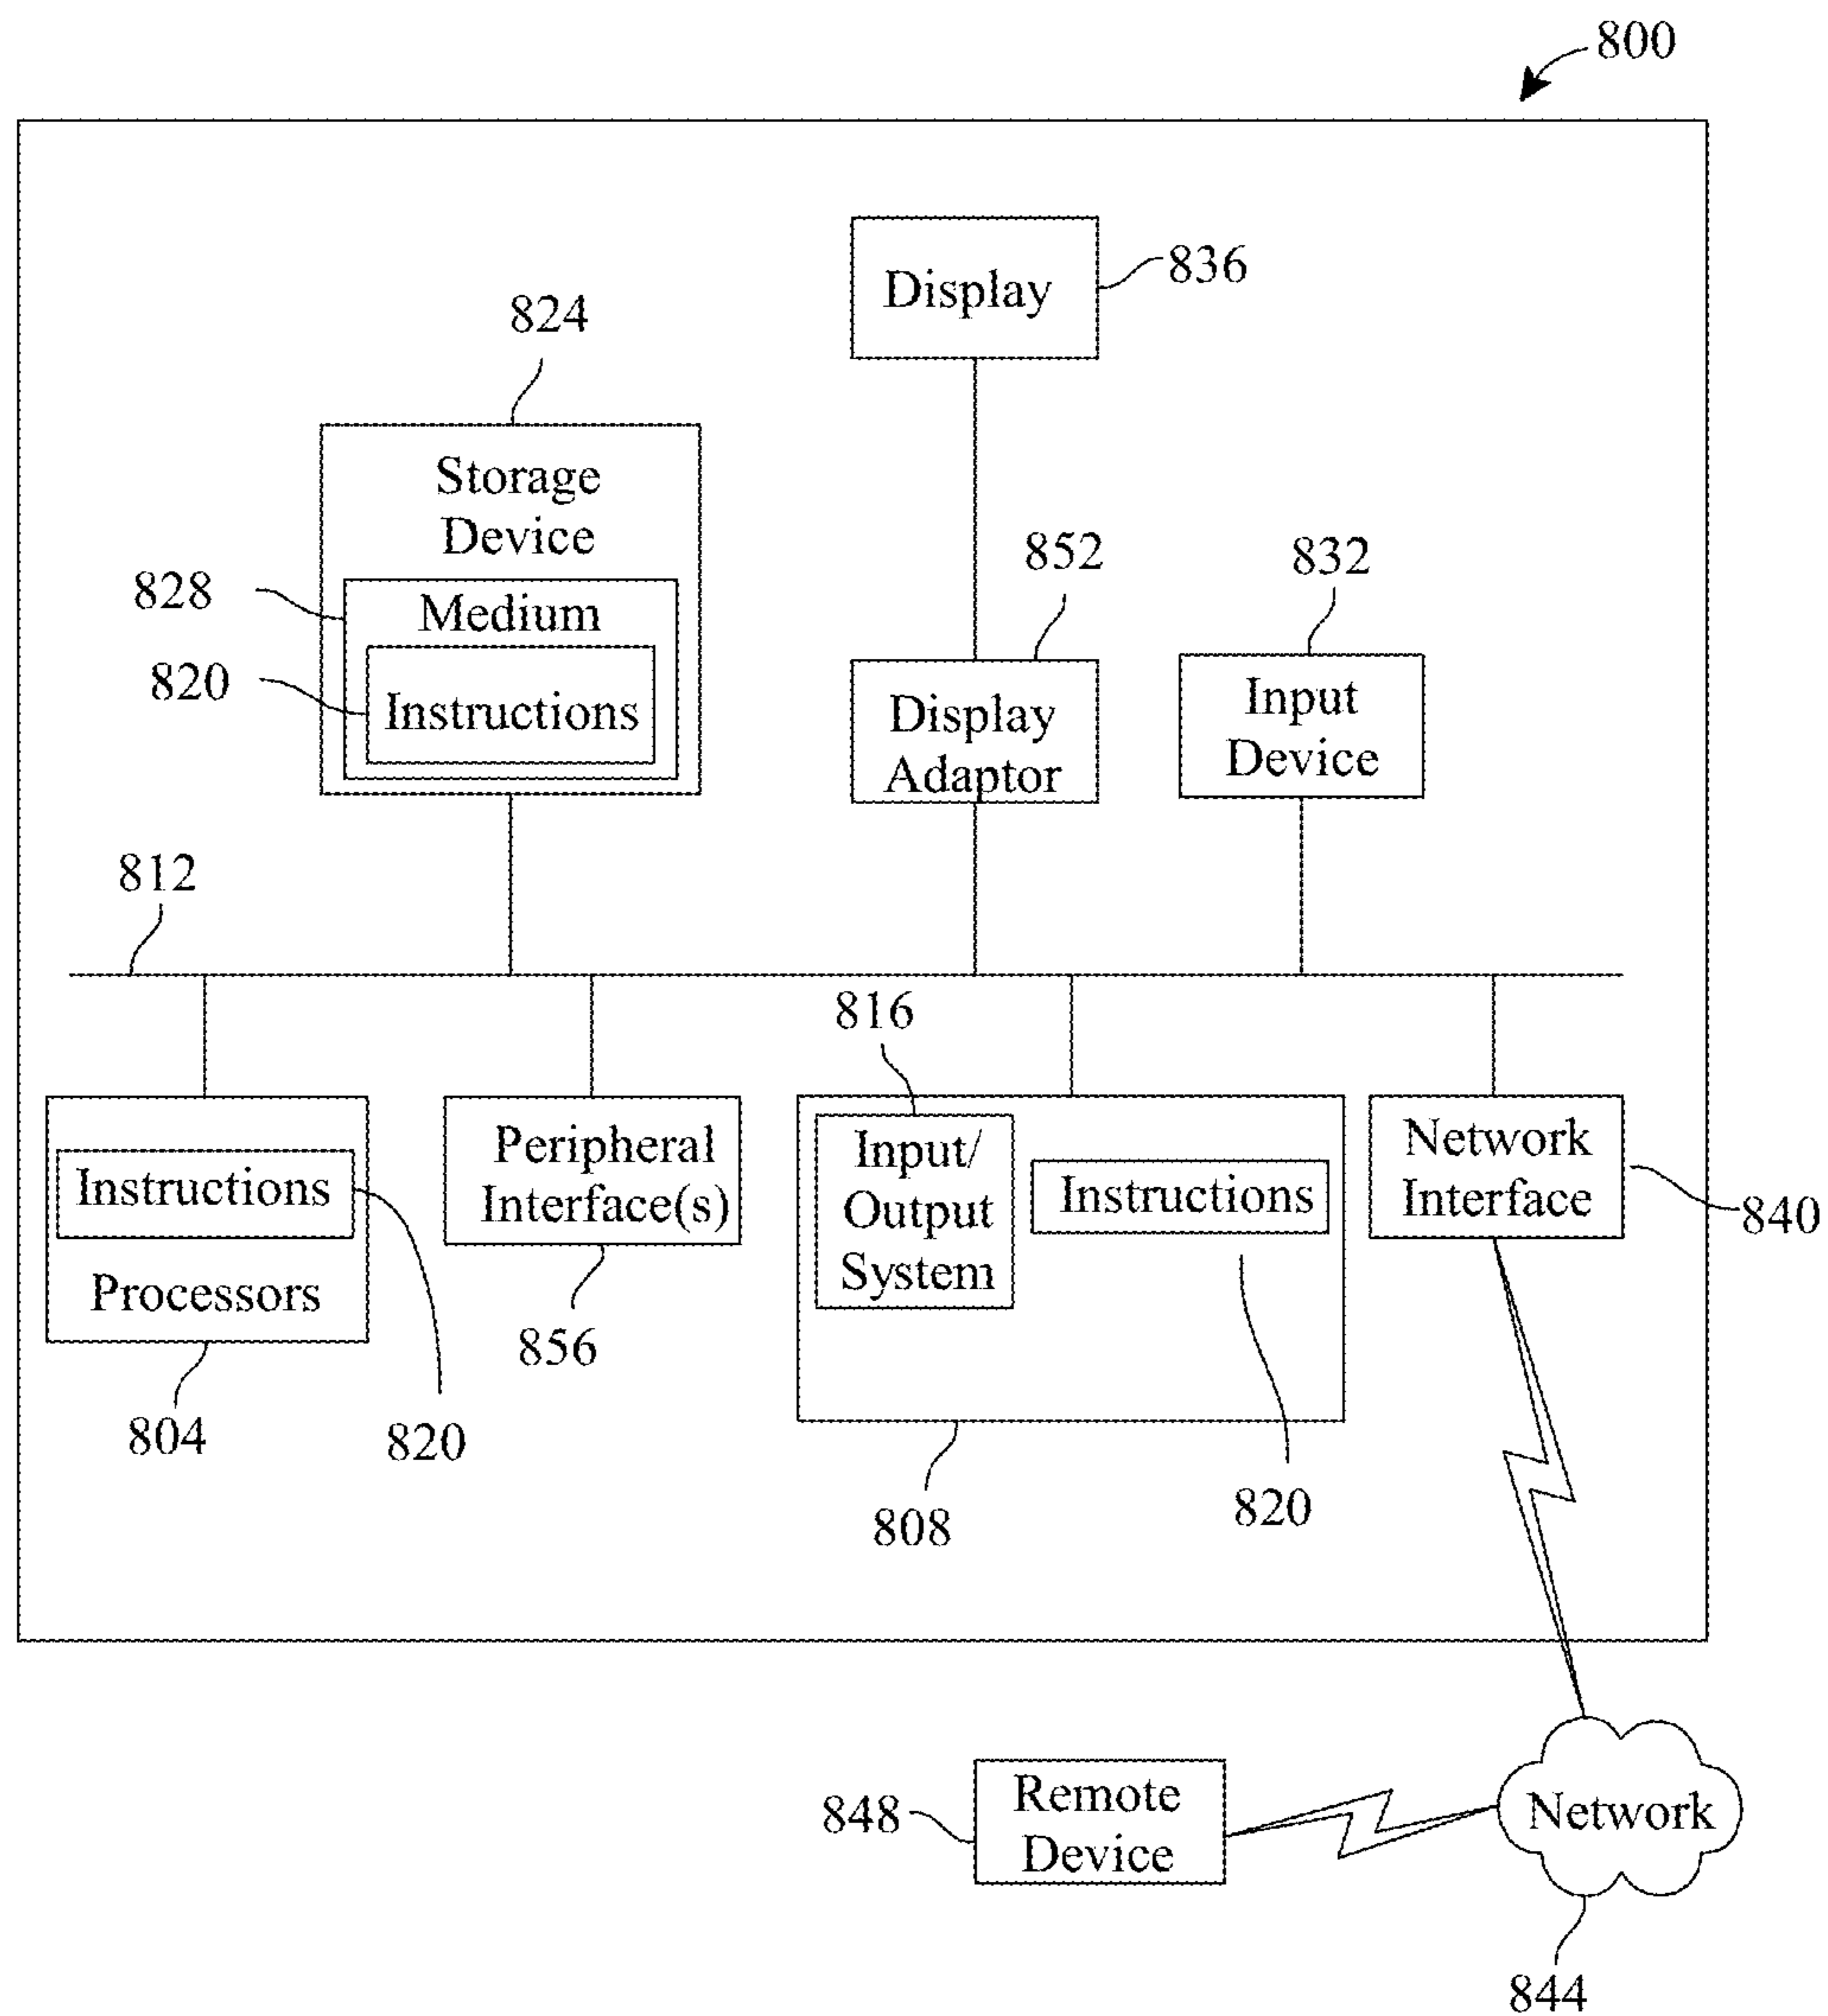 800
Display
836
824
Storage
Device
828
Medium
820
Instructions
852
Display
Adaptor
832
Input
Device
812
816
Instructions
Processors
804
820
Peripheral
Interface(s)
856
Input/
Output
System
Instructions
808
820
Network
Interface
840
848
Remote
Device
Network
844